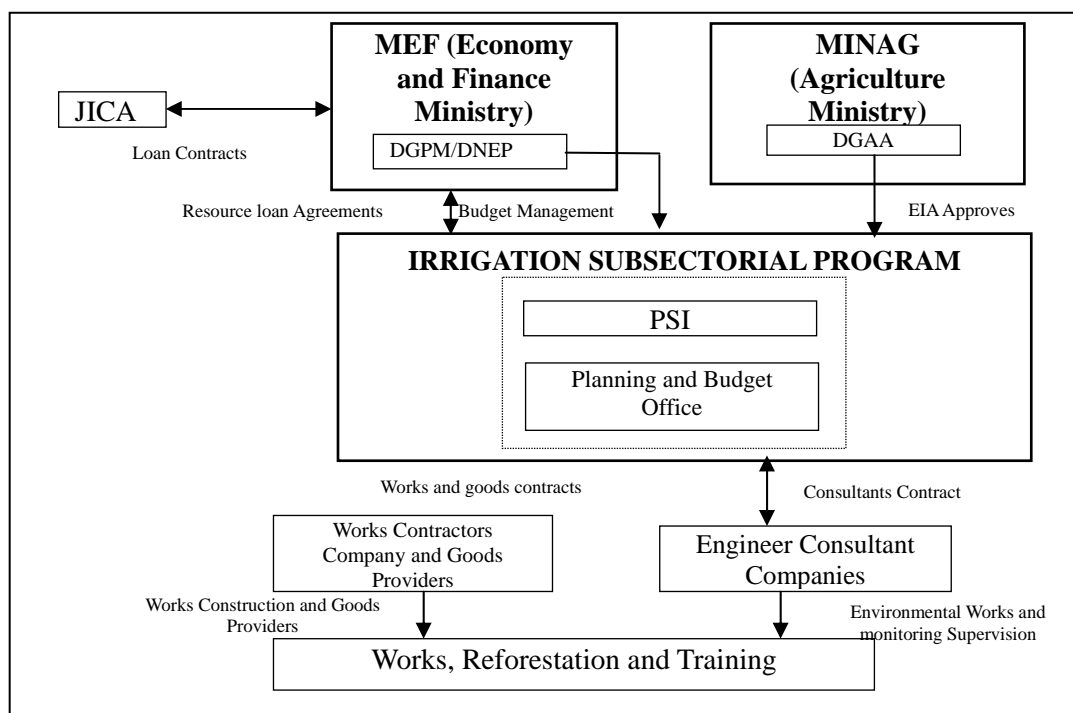 MEF (Economy
and Finance
Ministry)
DGPM/DNEP
MINAG
(Agriculture
Ministry)
DGAA
JICA
Loan Contracts
Resource loan Agreements
Budget Management
EIA Approves
IRRIGATION SUBSECTORIAL PROGRAM
PSI
Planning and Budget
Office
Works and goods contracts
Consultants Contract
Works Contractors
Company and Goods
Providers
Engineer Consultant
Companies
Works Construction and Goods
Providers
Environmental Works and
monitoring Supervision
Works, Reforestation and Training